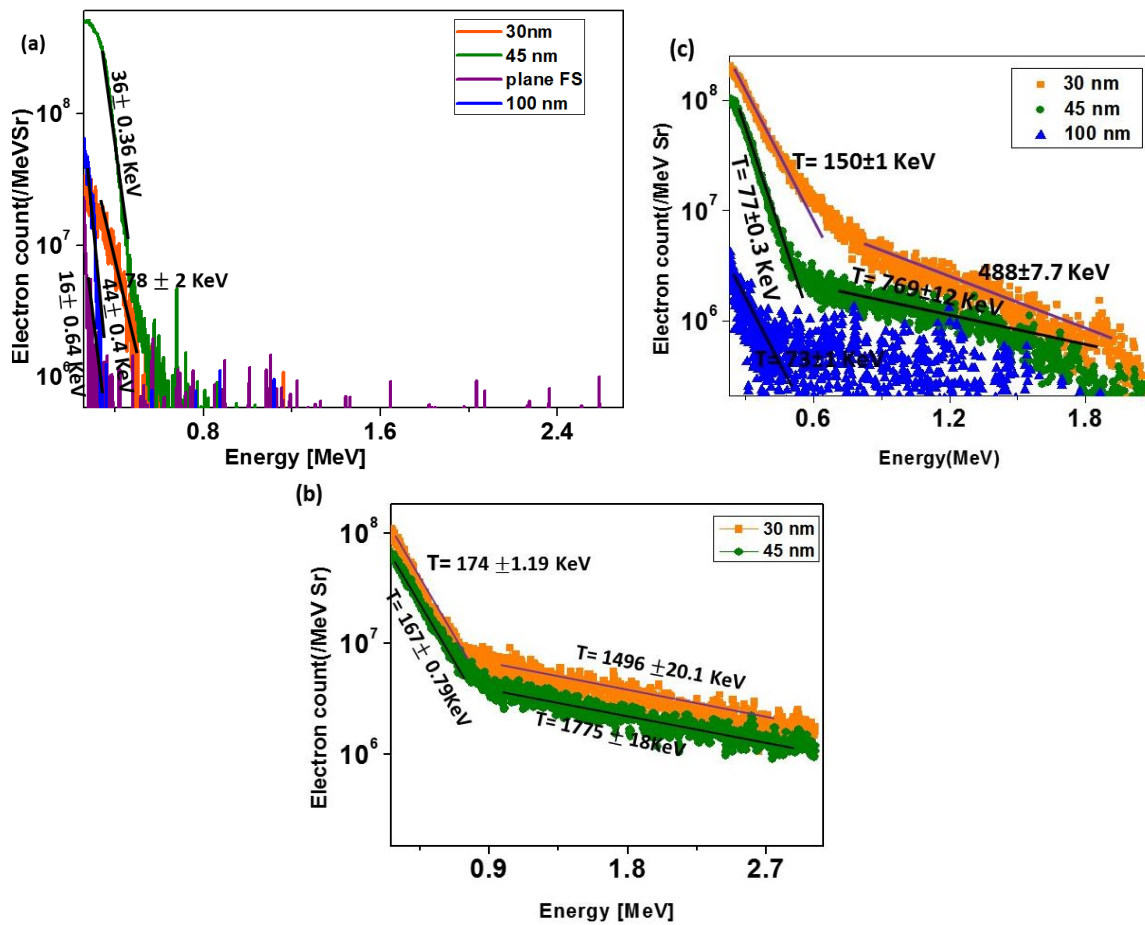 (a)
30nm
45 nm
plane FS
100 nm
36± 0.36 KeV
78 ± 2 KeV
44± 0.4 KeV
16± 0.64 KeV
10⁸
10⁷
10⁶
Electron count(/MeVSr)
0.8
1.6
2.4
Energy [MeV]
(c)
30 nm
45 nm
100 nm
T= 150±1 KeV
T= 77±0.3 KeV
488±7.7 KeV
T= 769±12 KeV
T= 73±1 KeV
10⁸
10⁷
10⁶
Electron count(/MeV Sr)
0.6
1.2
1.8
Energy(MeV)
(b)
30 nm
45 nm
T= 174 ±1.19 KeV
T= 167± 0.79KeV
T= 1496 ±20.1 KeV
T= 1775 ± 18KeV
10⁸
10⁷
10⁶
Electron count(/MeV Sr)
0.9
1.8
2.7
Energy [MeV]